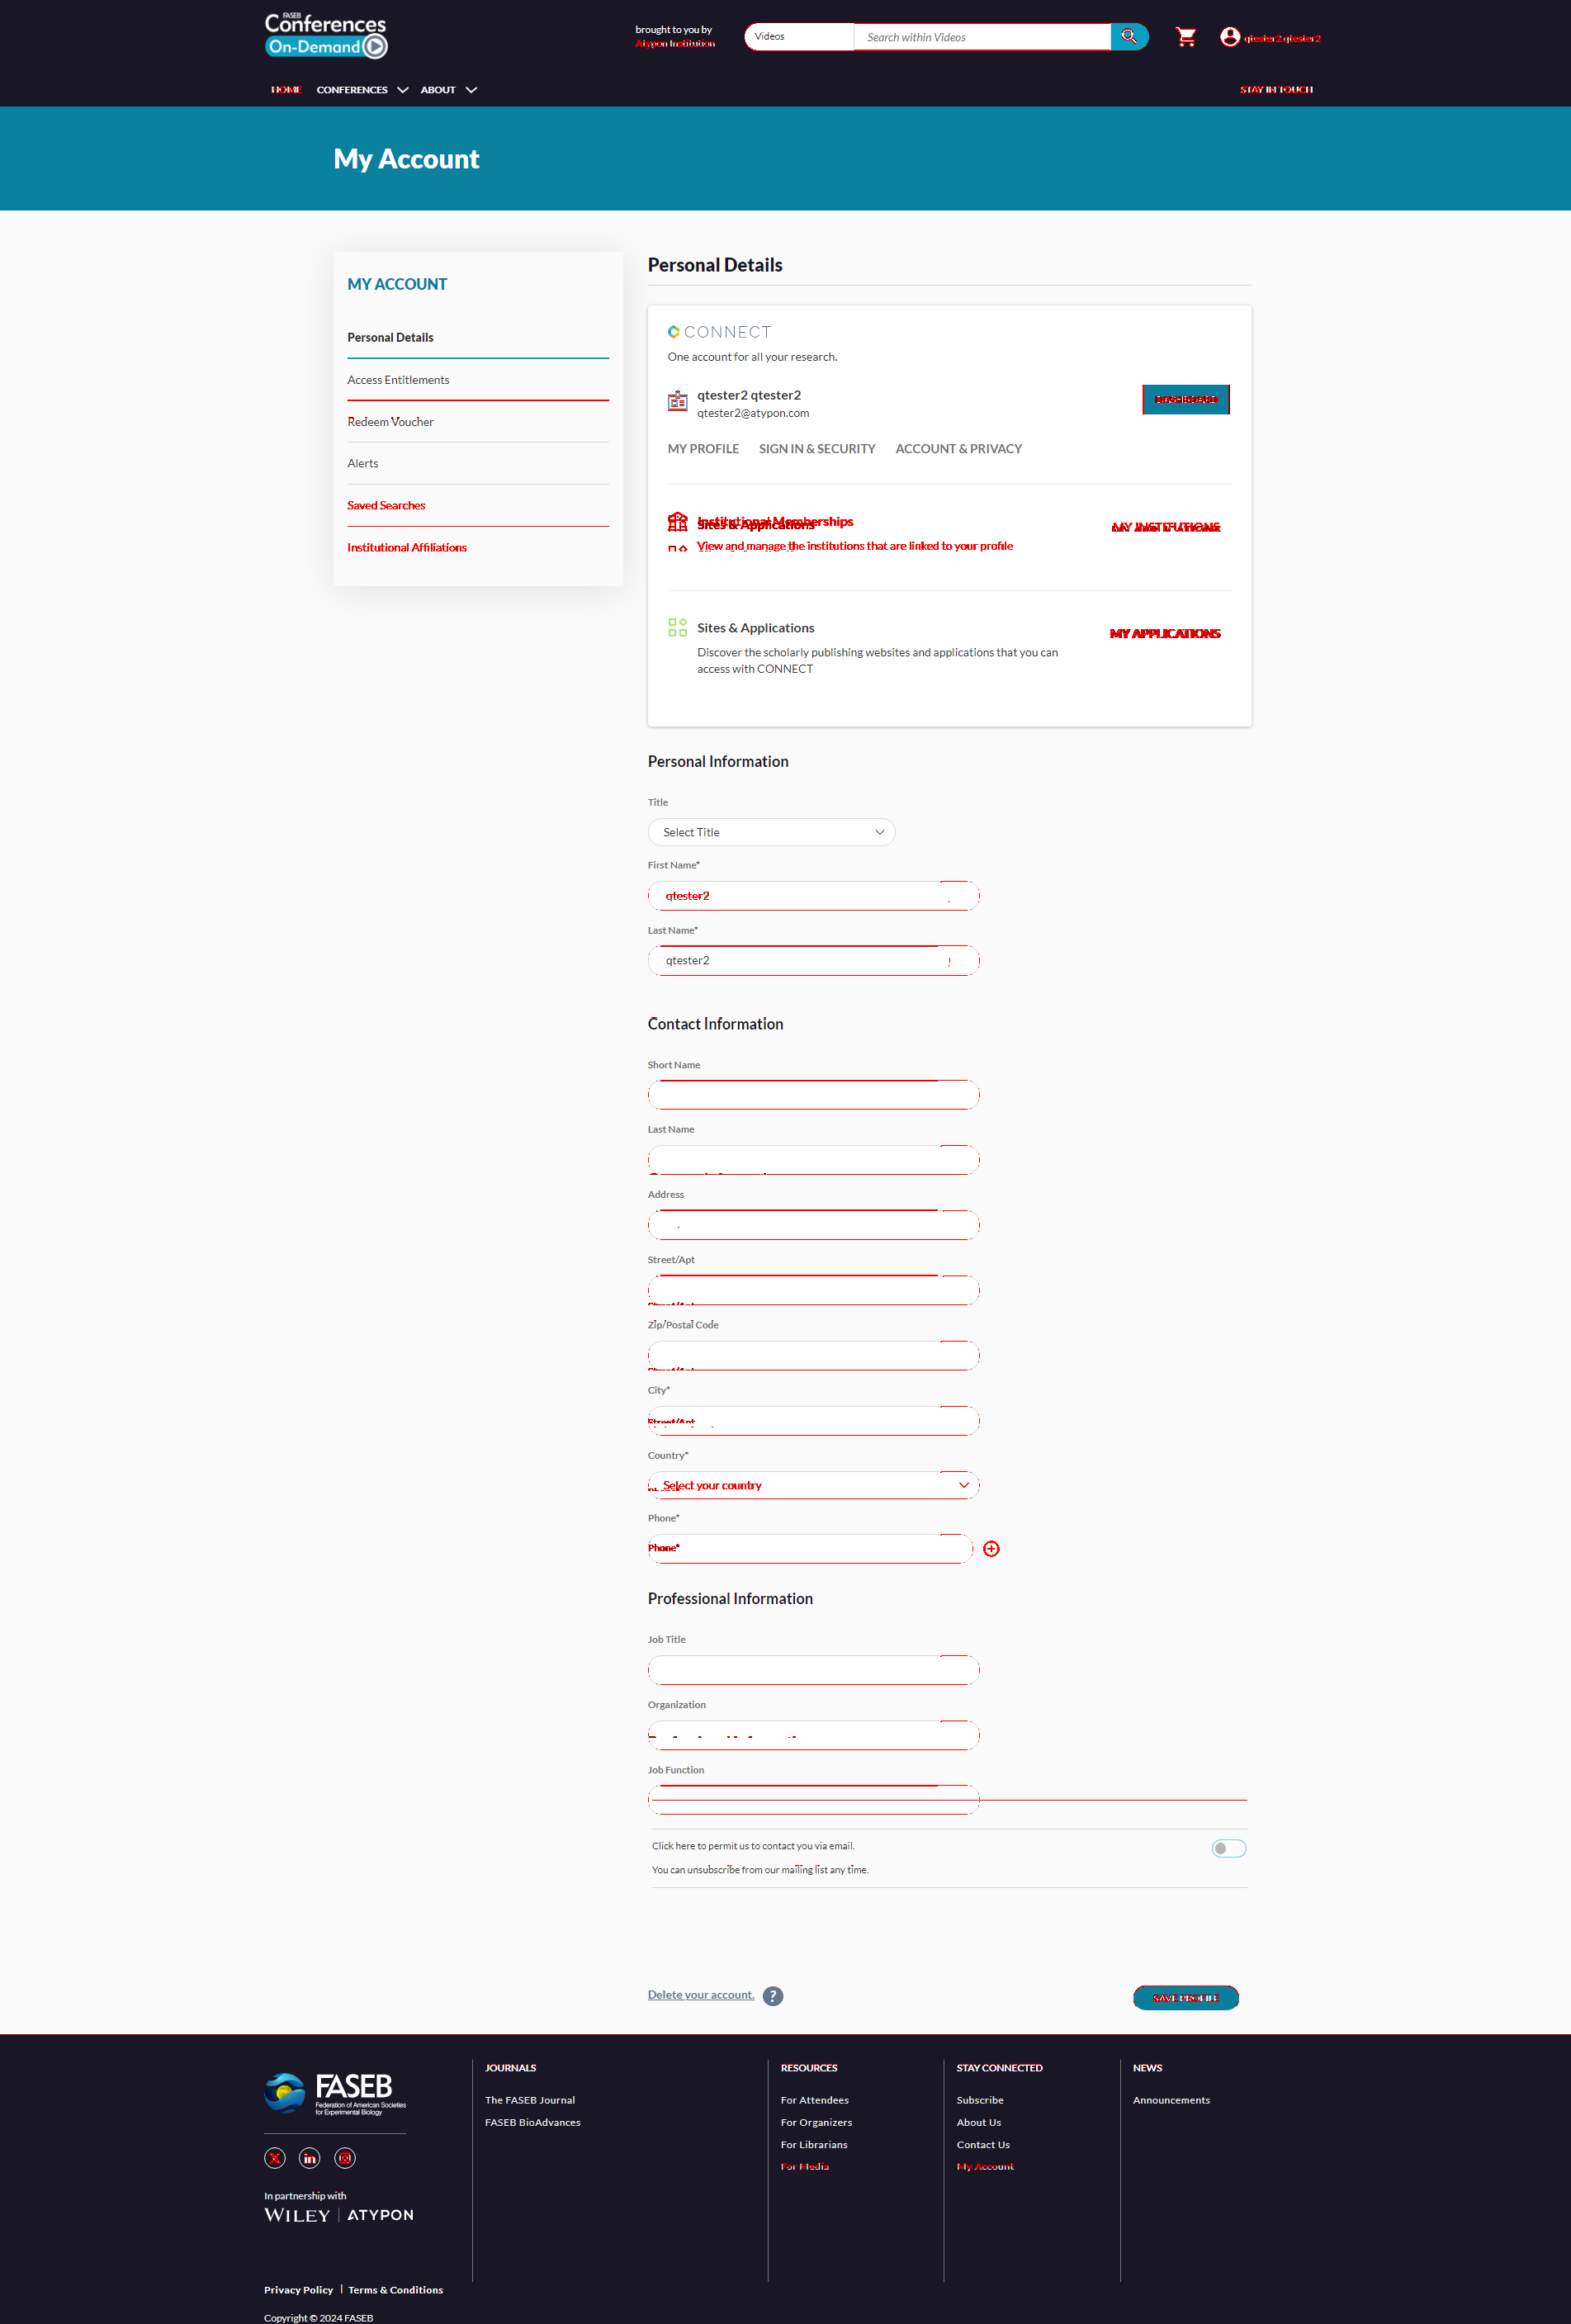 FASEB
Conferences
On-Demand
brought to you by
Atypon Institution
Videos
Search within Videos
qtester2 qtester2
HOME
CONFERENCES
ABOUT
STAY IN TOUCH
My Account
MY ACCOUNT
Personal Details
Access Entitlements
Redeem Voucher
Alerts
Saved Searches
Institutional Affiliations
Personal Details
CONNECT
One account for all your research.
qtester2 qtester2
qtester2@atypon.com
DASHBOARD
MY PROFILE
SIGN IN & SECURITY
ACCOUNT & PRIVACY
Institutional Memberships
Sites & Applications
MY INSTITUTIONS
View and manage the institutions that are linked to your profile
Sites & Applications
MY APPLICATIONS
Discover the scholarly publishing websites and applications that you can
access with CONNECT
Personal Information
Title
Select Title
First Name*
qtester2
Last Name*
qtester2
Contact Information
Short Name
Last Name
Address
Street/Apt
Zip/Postal Code
City*
Country*
Select your country
Phone*
Phone*
Professional Information
Job Title
Organization
Job Function
Click here to permit us to contact you via email.
You can unsubscribe from our mailing list any time.
Delete your account.
?
SAVE PROFILE
FASEB
Federation of American Societies
for Experimental Biology
In partnership with
WILEY | ATYPON
JOURNALS
The FASEB Journal
FASEB BioAdvances
RESOURCES
For Attendees
For Organizers
For Librarians
For Media
STAY CONNECTED
Subscribe
About Us
Contact Us
My Account
NEWS
Announcements
Privacy Policy | Terms & Conditions
Copyright © 2024 FASEB